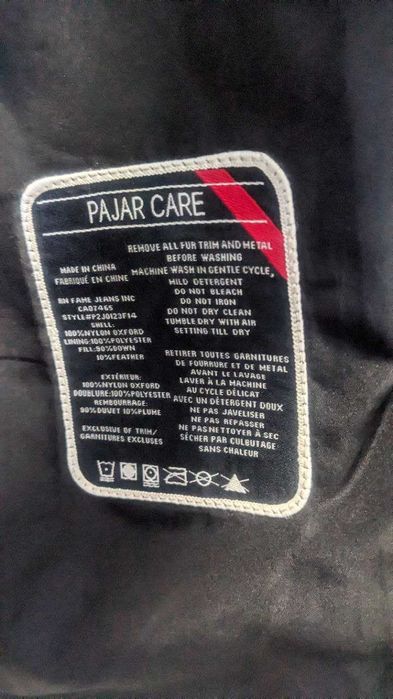 PAJAR CARE
MADE IN CHINA
FABRIQUÉ EN CHINE
RN FAME JEANS INC
CA07465
STYLE#P2J0123F14
SHELL:
100%NYLON OXFORD
LINING:100%POLYESTER
FILL:90%DOWN
10%FEATHER
EXTÉRIEUR:
100%NYLON OXFORD
DOUBLURE:100%POLYESTER
REMBOURRAGE:
90%DUVET 10%PLUME
EXCLUSIVE OF TRIM/
GARNITURES EXCLUSES
REMOVE ALL FUR TRIM AND METAL
BEFORE WASHING
MACHINE WASH IN GENTLE CYCLE,
MILD DETERGENT
DO NOT BLEACH
DO NOT IRON
DO NOT DRY CLEAN
TUMBLE DRY WITH AIR
SETTING TILL DRY
RETIRER TOUTES GARNITURES
DE FOURRURE ET DE METAL
AVANT LE LAVAGE
LAVER À LA MACHINE
AU CYCLE DÉLICAT
AVEC UN DÉTERGENT DOUX
NE PAS JAVELISER
NE PAS REPASSER
NE PAS NETTOYER À SEC
SÉCHER PAR CULBUTAGE
SANS CHALEUR